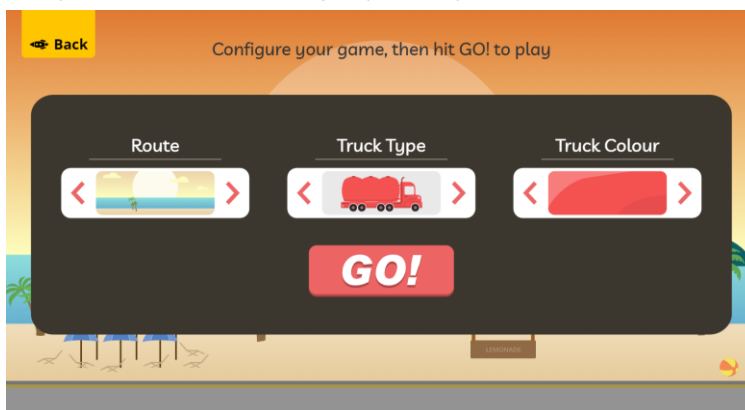 Back
Configure your game, then hit GO! to play
Route
Truck Type
Truck Colour
GO!
LEMONADE